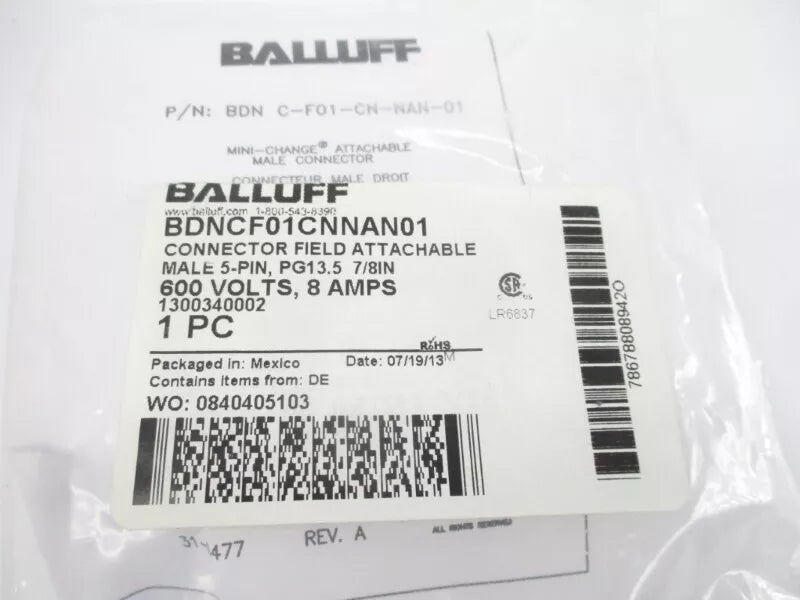 BALLUFF
P/N: BDN C-F01-CN-NAN-01
MINI-CHANGE® ATTACHABLE
MALE CONNECTOR
CONNECTEUR MALE DROIT
BALLUFF
www.balluff.com 1-800-543-8390
BDNCF01CNNAN01
CONNECTOR FIELD ATTACHABLE
MALE 5-PIN, PG13.5 7/8IN
600 VOLTS, 8 AMPS
1300340002
1 PC
C US
LR6837
RoHS
Packaged in: Mexico Date: 07/19/13M
Contains items from: DE
WO: 0840405103
786788089420
477
REV. A
ALL RIGHTS RESERVED